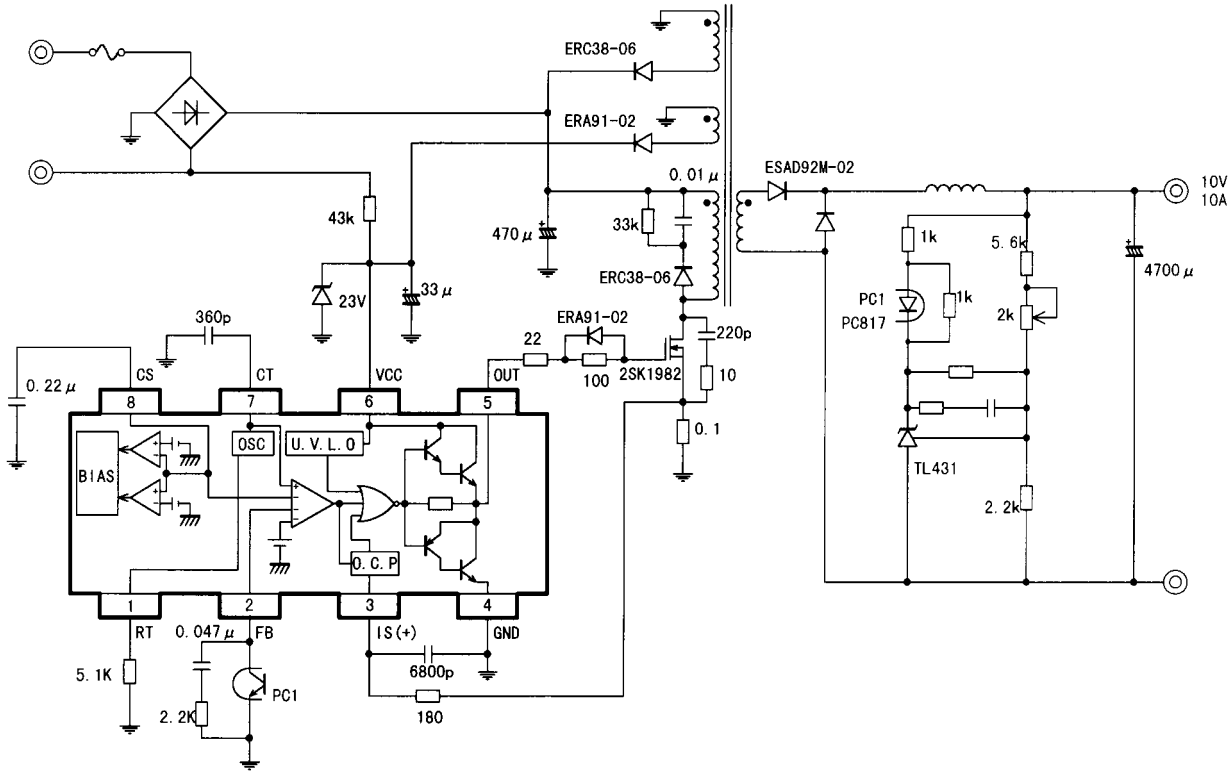 ERC38-06
ERA91-02
ESAD92M-02
0.01μ
10V
10A
43k
470μ
33k
1k
5.6k
ERC38-06
4700μ
23V
33μ
PC1
PC817
1k
2k
360p
ERA91-02
220p
22
100
2SK1982
10
CS
CT
VCC
OUT
0.22μ
8
7
6
5
0.1
OSC
U.V.L.O
BIAS
TL431
2.2k
O.C.P
1
2
3
4
RT
0.047μ
FB
IS(+)
GND
5.1K
6800p
PC1
2.2K
180